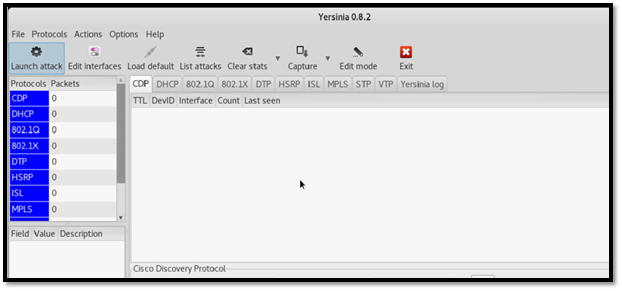 Yersinia 0.8.2
File Protocols Actions Options Help
Launch attack Edit interfaces Load default List attacks Clear stats Capture Edit mode Exit
Protocols Packets
CDP 0
DHCP 0
802.1Q 0
802.1X 0
DTP 0
HSRP 0
ISL 0
MPLS 0
Field Value Description
CDP DHCP 802.1Q 802.1X DTP HSRP ISL MPLS STP VTP Yersinia log
TTL DevID Interface Count Last seen
Cisco Discovery Protocol